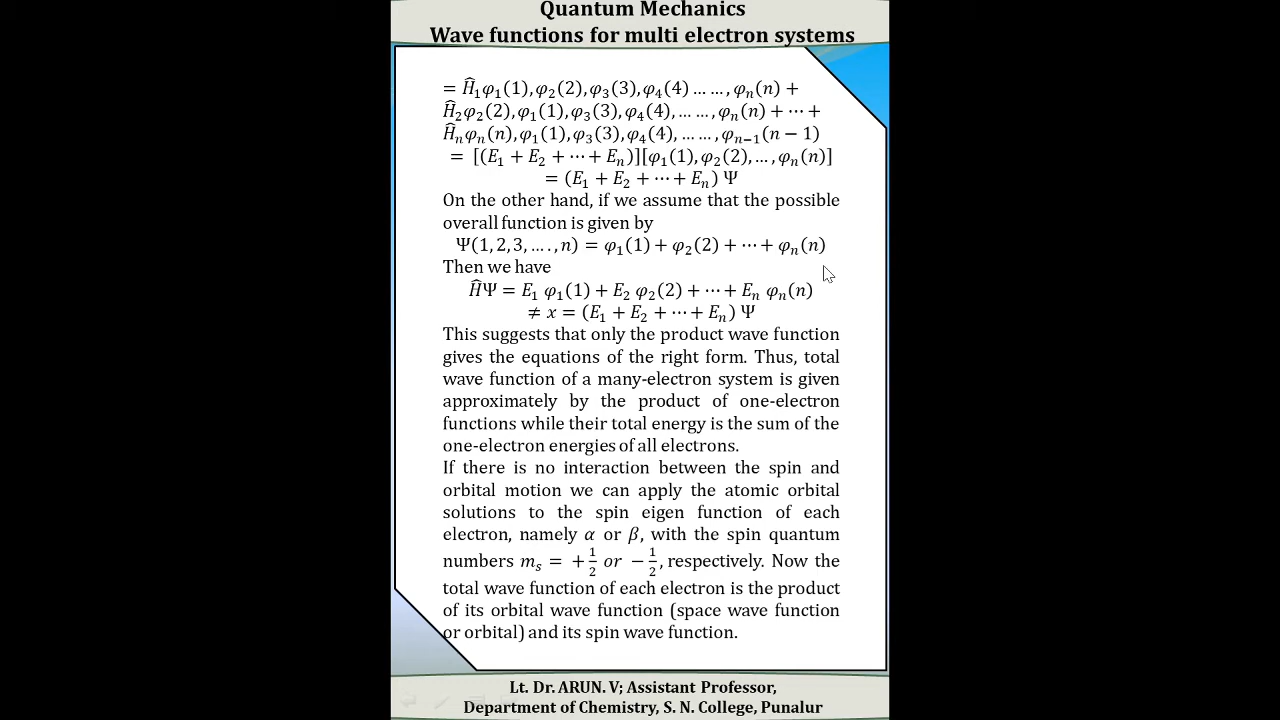 Quantum Mechanics
Wave functions for multi electron systems
= Ĥ₁φ₁(1),φ₂(2),φ₃(3),φ₄(4) … …,φₙ(n) +
Ĥ₂φ₂(2),φ₁(1),φ₃(3),φ₄(4),… …,φₙ(n) + ⋯ +
Ĥₙφₙ(n),φ₁(1),φ₃(3),φ₄(4),… …,φₙ₋₁(n − 1)
= [(E₁ + E₂ + ⋯ + Eₙ)][φ₁(1),φ₂(2),…,φₙ(n)]
= (E₁ + E₂ + ⋯ + Eₙ) Ψ
On the other hand, if we assume that the possible
overall function is given by
Ψ(1,2,3,….,n) = φ₁(1) + φ₂(2) + ⋯ + φₙ(n)
Then we have
ĤΨ = E₁ φ₁(1) + E₂ φ₂(2) + ⋯ + Eₙ φₙ(n)
≠ x = (E₁ + E₂ + ⋯ + Eₙ) Ψ
This suggests that only the product wave function
gives the equations of the right form. Thus, total
wave function of a many-electron system is given
approximately by the product of one-electron
functions while their total energy is the sum of the
one-electron energies of all electrons.
If there is no interaction between the spin and
orbital motion we can apply the atomic orbital
solutions to the spin eigen function of each
electron, namely α or β, with the spin quantum
numbers mₛ = +1/2 or −1/2, respectively. Now the
total wave function of each electron is the product
of its orbital wave function (space wave function
or orbital) and its spin wave function.
Lt. Dr. ARUN. V; Assistant Professor,
Department of Chemistry, S. N. College, Punalur